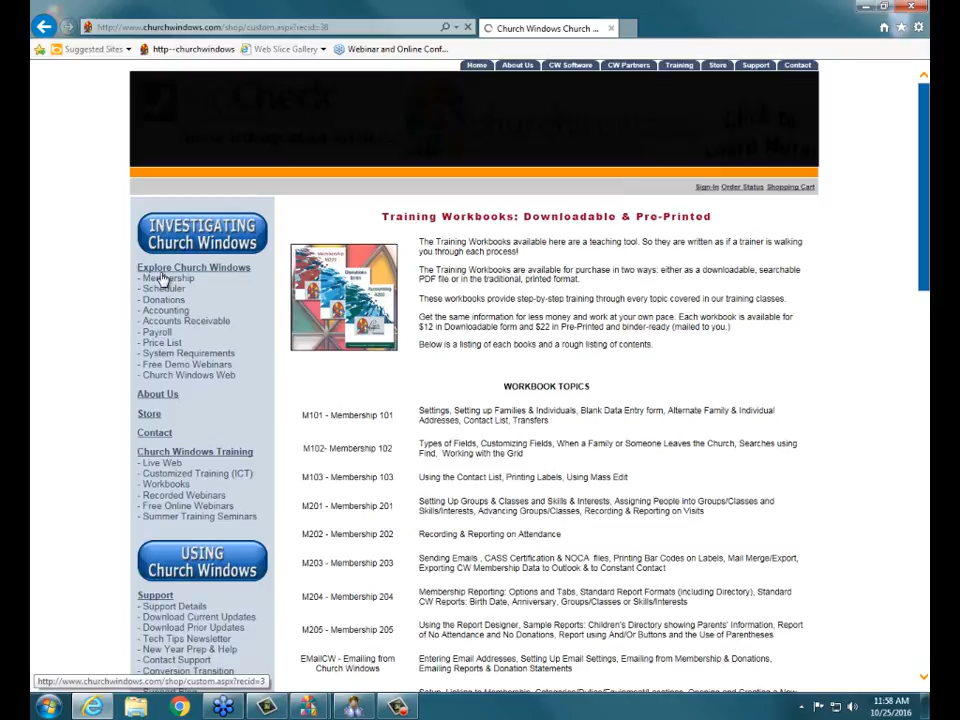 http://www.churchwindows.com/shop/custom.aspx?recid=38
Church Windows Church ...
Suggested Sites
http--churchwindows
Web Slice Gallery
Webinar and Online Conf...
Home About Us CW Software CW Partners Training Store Support Contact
Sign-In Order Status Shopping Cart
INVESTIGATING
Church Windows
Explore Church Windows
- Membership
- Scheduler
- Donations
- Accounting
- Accounts Receivable
- Payroll
- Price List
- System Requirements
- Free Demo Webinars
- Church Windows Web
About Us
Store
Contact
Church Windows Training
- Live Web
- Customized Training (ICT)
- Workbooks
- Recorded Webinars
- Free Online Webinars
- Summer Training Seminars
USING
Church Windows
Support
- Support Details
- Download Current Updates
- Download Prior Updates
- Tech Tips Newsletter
- New Year Prep & Help
- Contact Support
- Conversion Transition
Training Workbooks: Downloadable & Pre-Printed
The Training Workbooks available here are a teaching tool. So they are written as if a trainer is walking
you through each process!
The Training Workbooks are available for purchase in two ways: either as a downloadable, searchable
PDF file or in the traditional, printed format.
These workbooks provide step-by-step training through every topic covered in our training classes.
Get the same information for less money and work at your own pace. Each workbook is available for
$12 in Downloadable form and $22 in Pre-Printed and binder-ready (mailed to you.)
Below is a listing of each books and a rough listing of contents.
WORKBOOK TOPICS
M101 - Membership 101
Settings, Setting up Families & Individuals, Blank Data Entry form, Alternate Family & Individual
Addresses, Contact List, Transfers
M102- Membership 102
Types of Fields, Customizing Fields, When a Family or Someone Leaves the Church, Searches using
Find, Working with the Grid
M103 - Membership 103
Using the Contact List, Printing Labels, Using Mass Edit
M201 - Membership 201
Setting Up Groups & Classes and Skills & Interests, Assigning People into Groups/Classes and
Skills/Interests, Advancing Groups/Classes, Recording & Reporting on Visits
M202 - Membership 202
Recording & Reporting on Attendance
M203 - Membership 203
Sending Emails , CASS Certification & NOCA files, Printing Bar Codes on Labels, Mail Merge/Export,
Exporting CW Membership Data to Outlook & to Constant Contact
M204 - Membership 204
Membership Reporting: Options and Tabs, Standard Report Formats (including Directory), Standard
CW Reports: Birth Date, Anniversary, Groups/Classes or Skills/Interests
M205 - Membership 205
Using the Report Designer, Sample Reports: Children's Directory showing Parents' Information, Report
of No Attendance and No Donations, Report using And/Or Buttons and the Use of Parentheses
EMailCW - Emailing from
Church Windows
Entering Email Addresses, Setting Up Email Settings, Emailing from Membership & Donations,
Emailing Reports & Donation Statements
http://www.churchwindows.com/shop/custom.aspx?recid=3
11:58 AM
10/25/2016